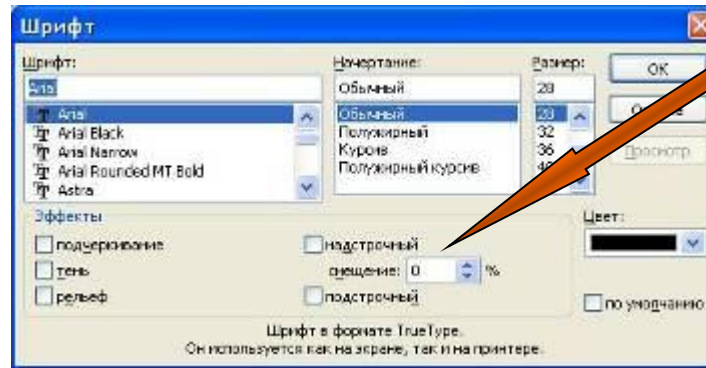 Шрифт
Шрифт: Начертание: Размер:
Arial Обычный 28 ОК
Arial Обычный 28
Arial Black Полужирный 32
Arial Narrow Курсив 36 Просмотр
Arial Rounded MT Bold Полужирный курсив
Astra
Эффекты Цвет:
подчеркивание надстрочный
тень смещение: 0 %
рельеф подстрочный по умолчанию
Шрифт в формате TrueType.
Он используется как на экране, так и на принтере.